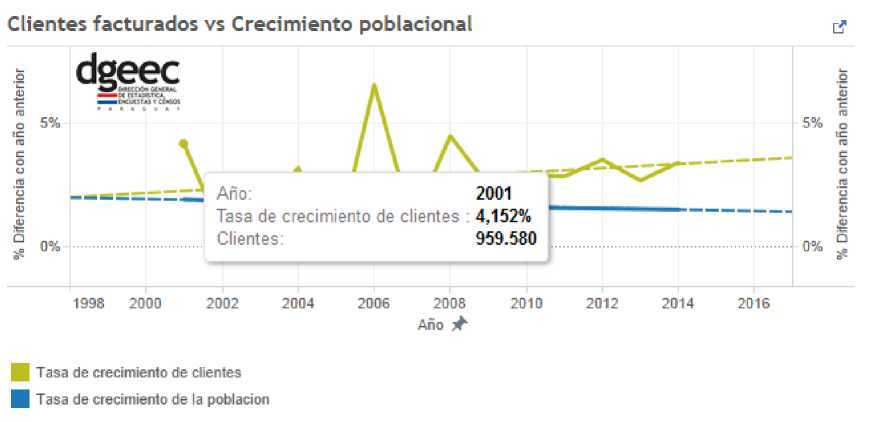 Clientes facturados vs Crecimiento poblacional
dgeec
DIRECCIÓN GENERAL
DE ESTADÍSTICA,
ENCUESTAS Y CENSOS
PARAGUAY
% Diferencia con año anterior
5%
0%
Año: 2001
Tasa de crecimiento de clientes : 4,152%
Clientes: 959.580
5%
0%
% Diferencia con año anterior
1998 2000 2002 2004 2006 2008 2010 2012 2014 2016
Año
Tasa de crecimiento de clientes
Tasa de crecimiento de la poblacion